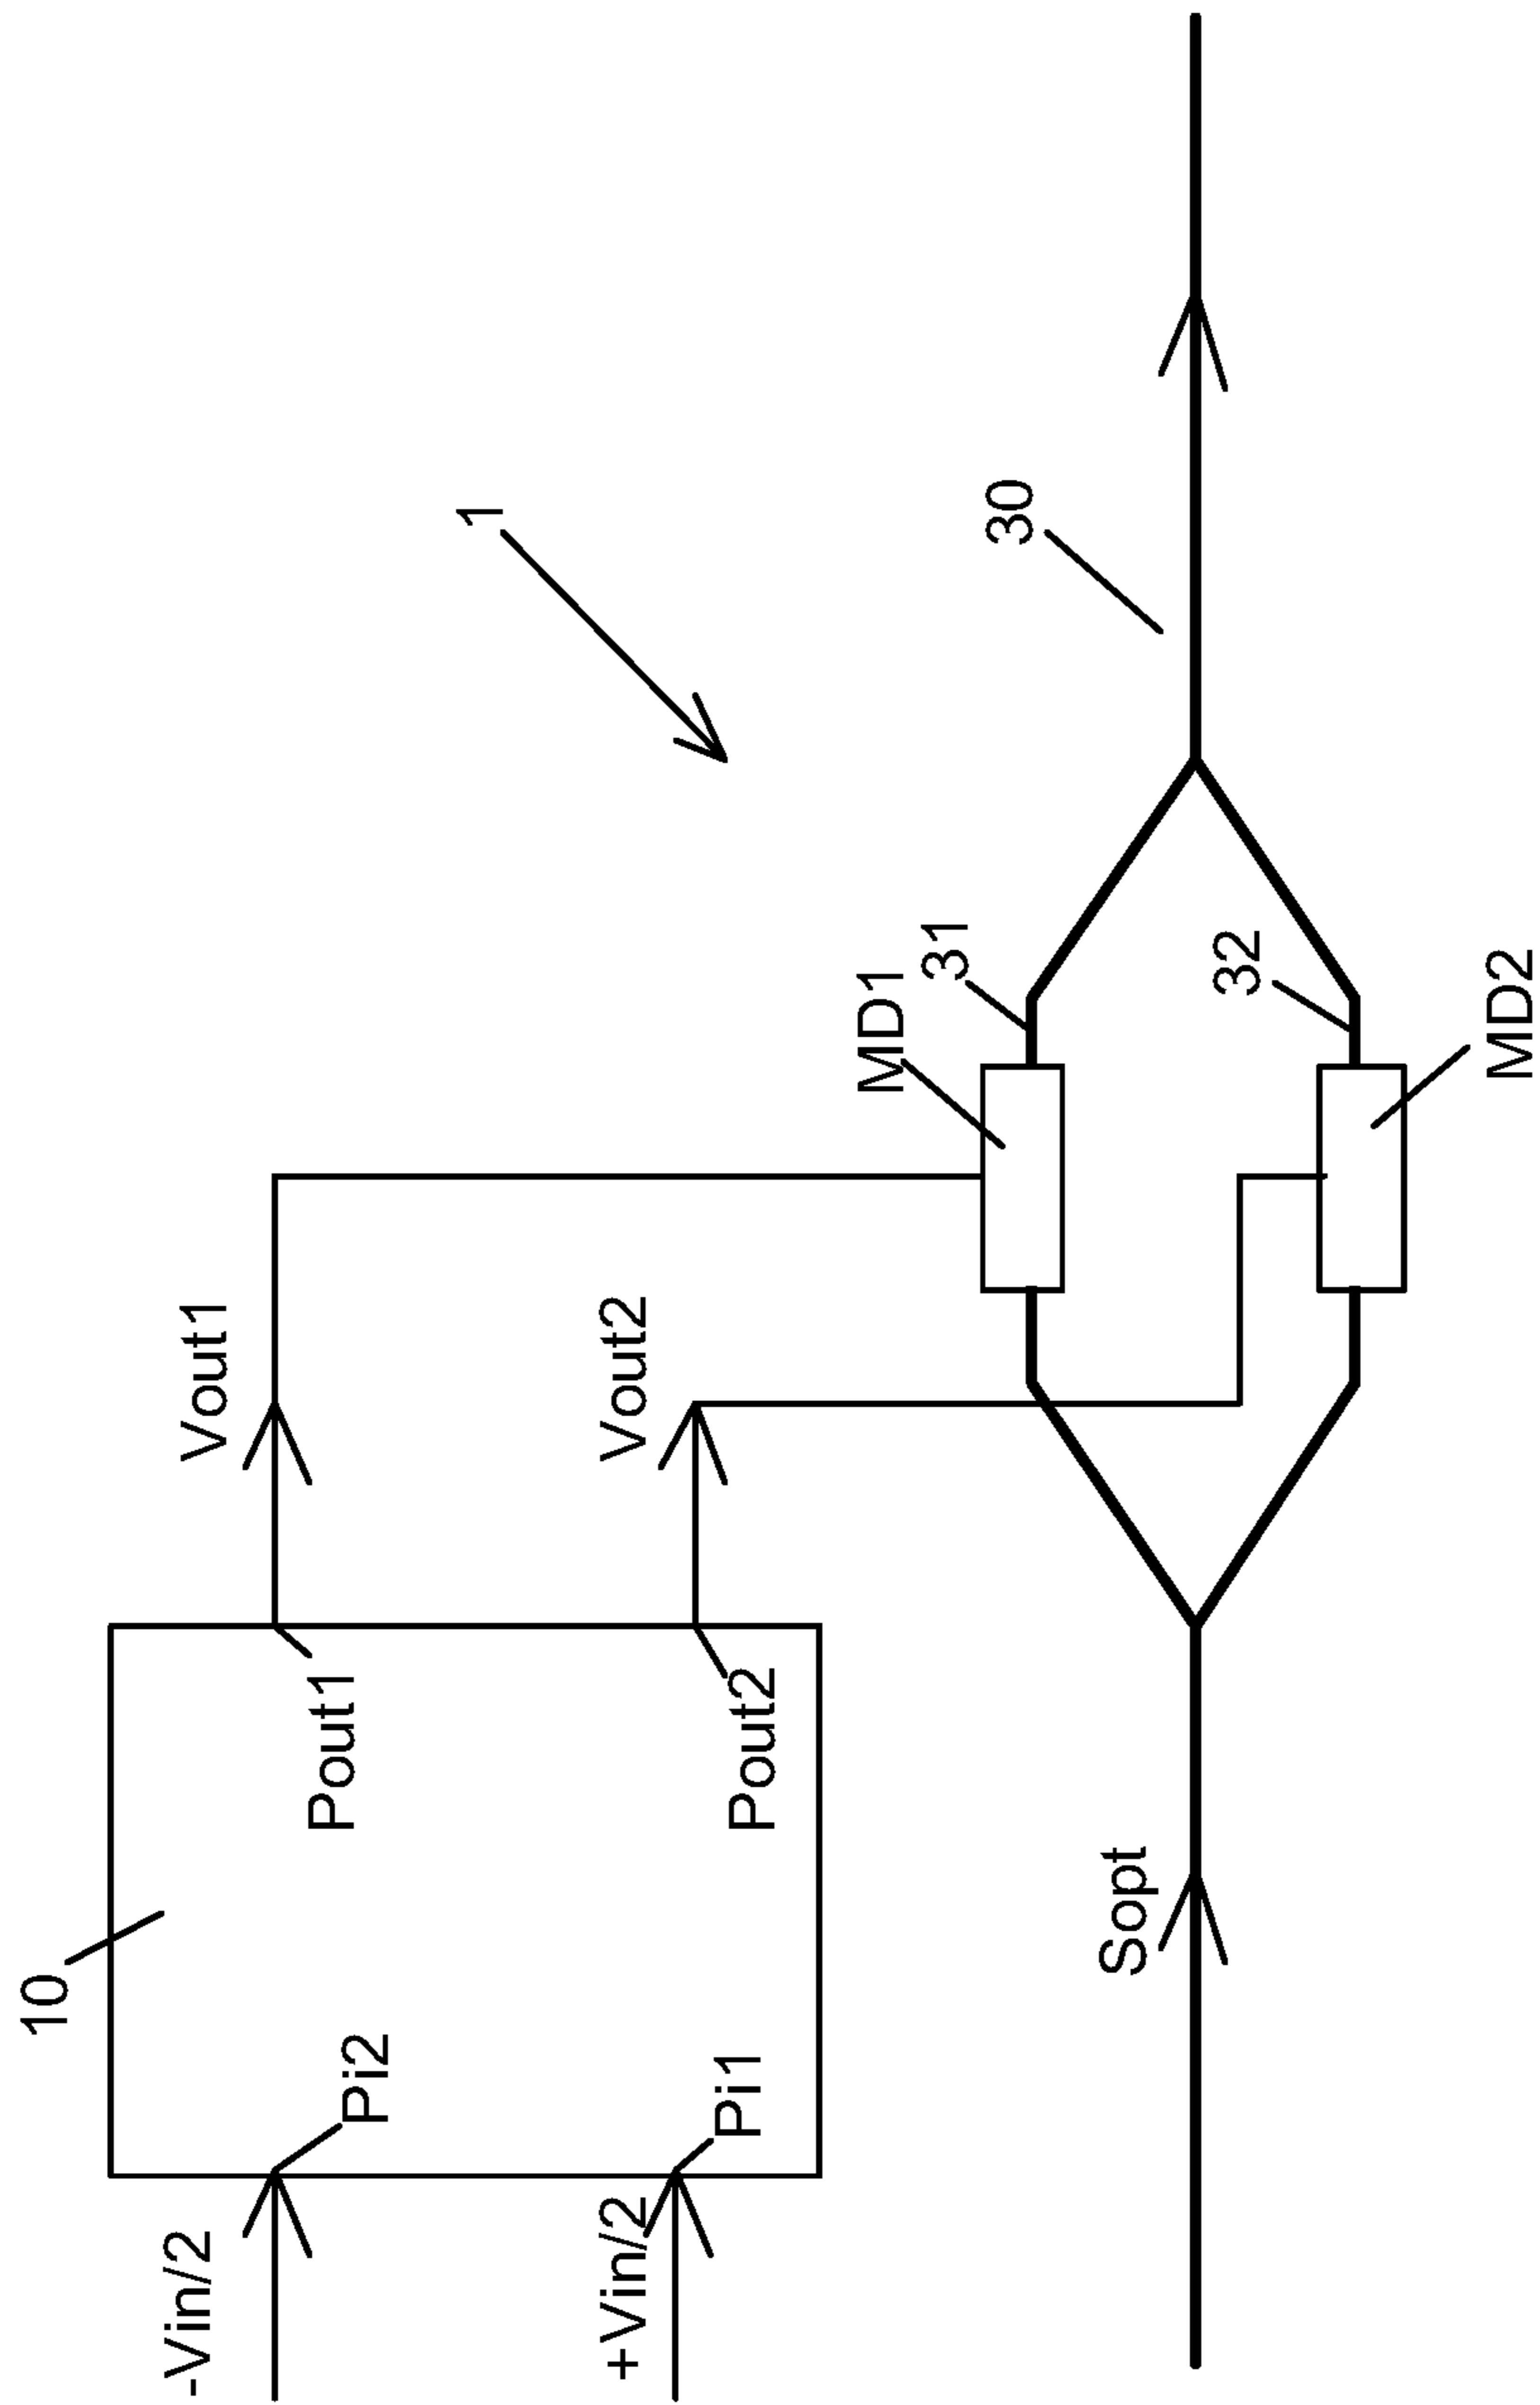 10
-Vin/2
Pi2
Pout1
Vout1
+Vin/2
Pi1
Pout2
Vout2
1
MD1
31
30
Sopt
32
MD2